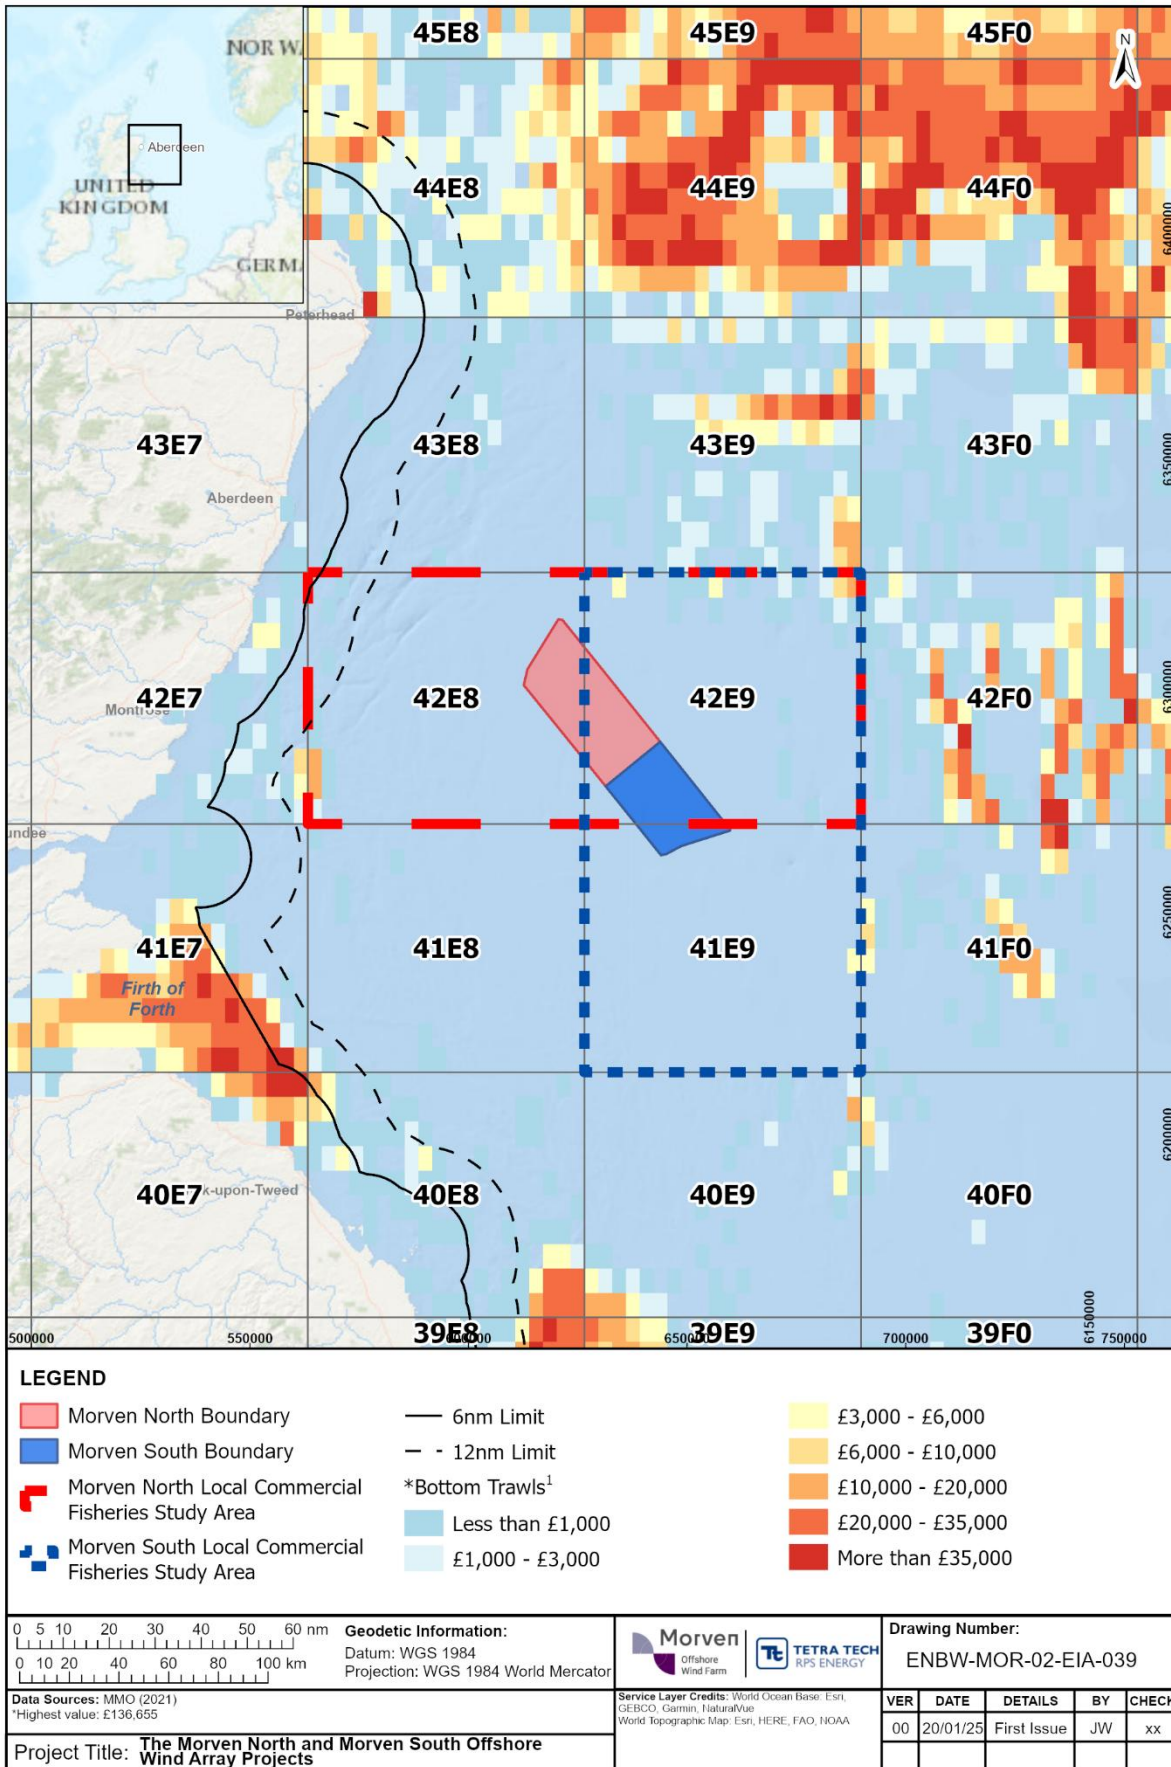 45E8
45E9
45F0
NOR W
N
Aberdeen
UNITED
KINGDOM
GERM
44E8
44E9
44F0
6400000
Peterhead
43E7
43E8
43E9
43F0
6350000
Aberdeen
42E7
42E8
42E9
42F0
6300000
Montrose
undee
41E7
41E8
41E9
41F0
6250000
Firth of
Forth
6200000
40E7
k-upon-Tweed
40E8
40E9
40F0
6150000
500000
550000
39E8
600000
650000
39E9
700000
39F0
750000
LEGEND
Morven North Boundary
Morven South Boundary
Morven North Local Commercial
Fisheries Study Area
Morven South Local Commercial
Fisheries Study Area
6nm Limit
12nm Limit
*Bottom Trawls¹
Less than £1,000
£1,000 - £3,000
£3,000 - £6,000
£6,000 - £10,000
£10,000 - £20,000
£20,000 - £35,000
More than £35,000
0 5 10 20 30 40 50 60 nm
0 10 20 40 60 80 100 km
Geodetic Information:
Datum: WGS 1984
Projection: WGS 1984 World Mercator
Morven
Offshore
Wind Farm
Tt
TETRA TECH
RPS ENERGY
Drawing Number:
ENBW-MOR-02-EIA-039
Data Sources: MMO (2021)
*Highest value: £136,655
Service Layer Credits: World Ocean Base: Esri,
GEBCO, Garmin, NaturalVue
World Topographic Map: Esri, HERE, FAO, NOAA
VER DATE DETAILS BY CHECK
00 20/01/25 First Issue JW xx
Project Title: The Morven North and Morven South Offshore
Wind Array Projects